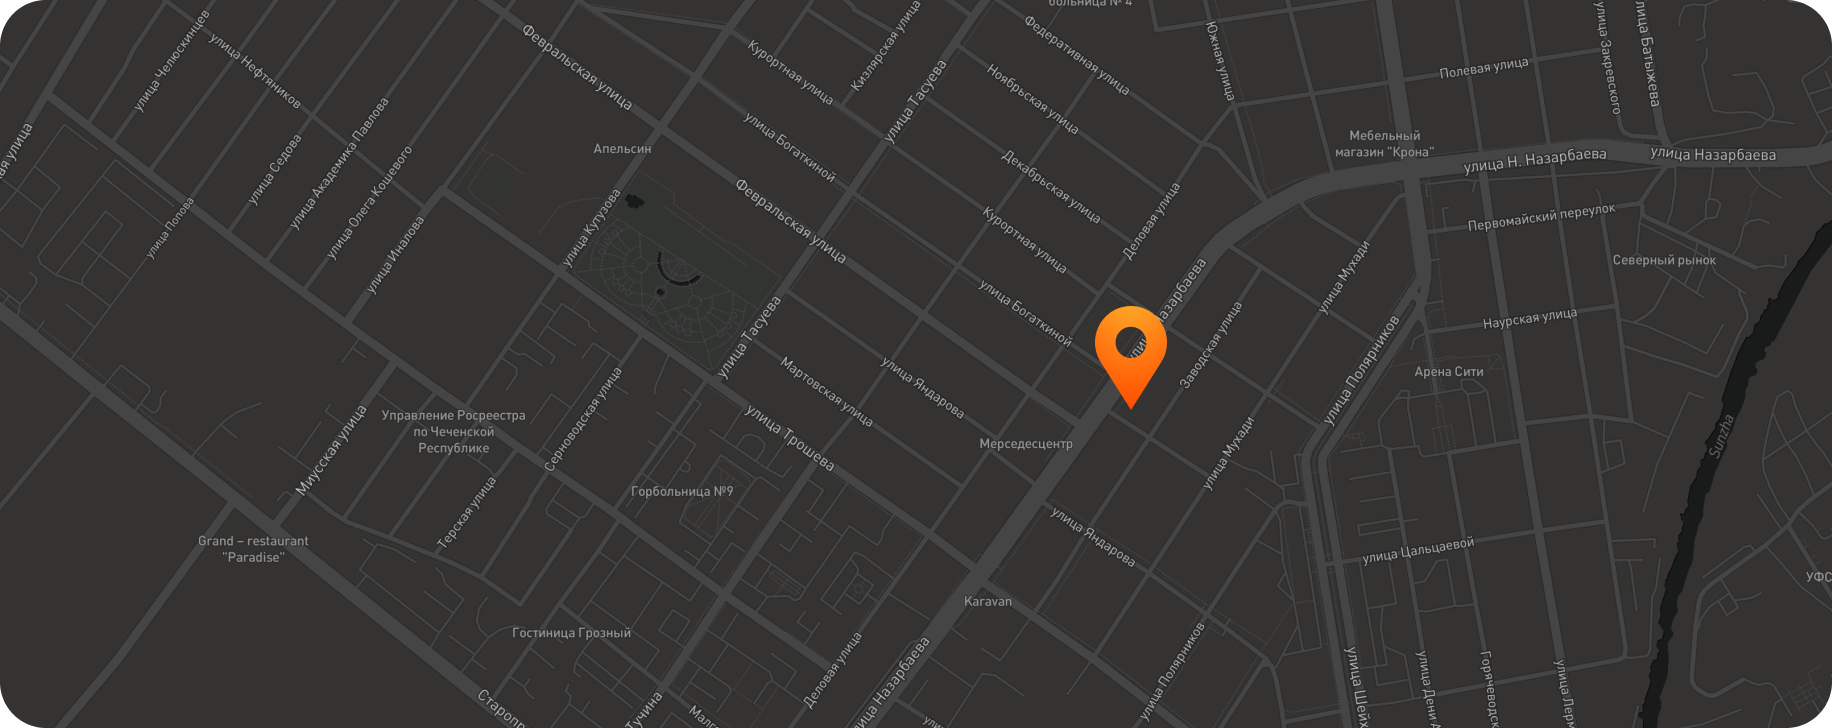 больница № 4
улица Челюскинцев
улица Нефтяников
Февральская улица
Курортная улица
Кизлярская улица
улица Тасуева
Федеративная улица
Ноябрьская улица
Южная улица
Полевая улица
улица Закревского
улица Батыжева
Мебельный
магазин "Крона"
улица Н. Назарбаева
улица Назарбаева
ая улица
улица Седова
улица Академика Павлова
улица Олега Кошевого
Апельсин
улица Богаткиной
Декабрьская улица
улица Попова
улица Иналова
улица Кутузова
Февральская улица
Курортная улица
Деловая улица
Первомайский переулок
Северный рынок
улица Мухади
Назарбаева
улица Тасуева
улица Богаткиной
Заводская улица
Наурская улица
улица Полярников
Арена Сити
Мартовская улица
улица Яндарова
Управление Росреестра
по Чеченской
Республике
Миусская улица
Серноводская улица
улица Трошева
Мерседесцентр
улица Мухади
Sunzha
Горбольница №9
Терская улица
Grand – restaurant
"Paradise"
улица Яндарова
улица Цальцаевой
УФС
Karavan
Гостиница Грозный
Деловая улица
улица Назарбаева
улица Полярников
улица Шейх
улица Дени А
Горячеводск
улица Лерм
Старопр
Тучина
Малг
улиц